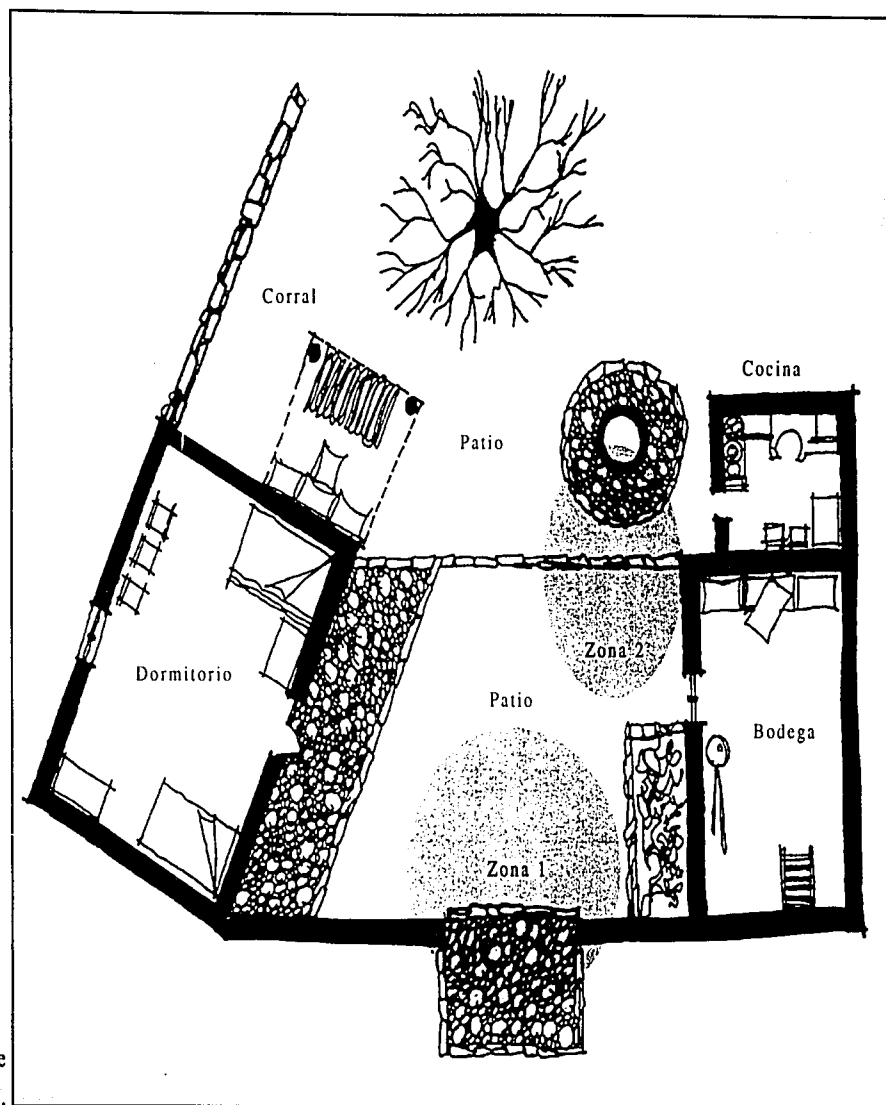 Corral
Cocina
Patio
Zona 2
Dormitorio
Patio
Bodega
Zona 1
e
.